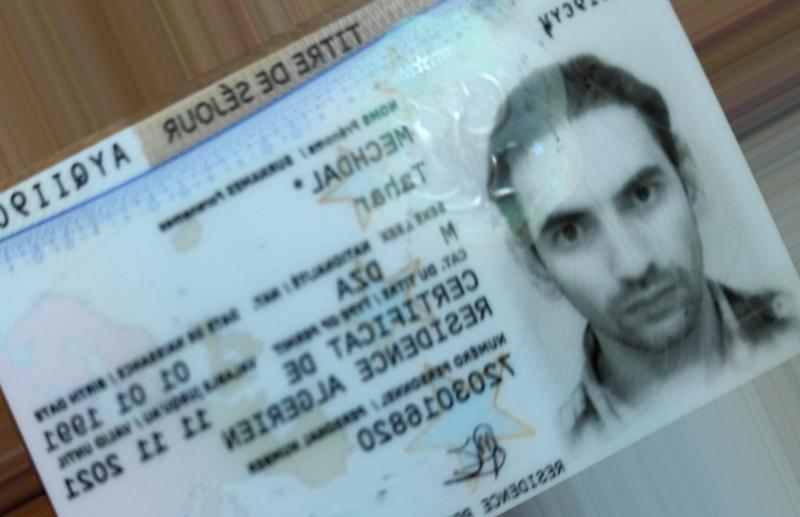 TITRE DE SÉJOUR
NOMS Prénoms / SURNAMES Forenames
MECHDAL *
Tahar
SEXE / SEX NATIONALITÉ / NAT. DATE DE NAISSANCE / BIRTH DATE
M DZA 01 01 1991
CAT. DU TITRE / TYPE OF PERMIT VALABLE JUSQU'AU / VALID UNTIL
CERTIFICAT DE 11 11 2021
RESIDENCE ALGERIEN
NUMÉRO PERSONNEL / PERSONAL NUMBER
7203016820
RESIDENCE